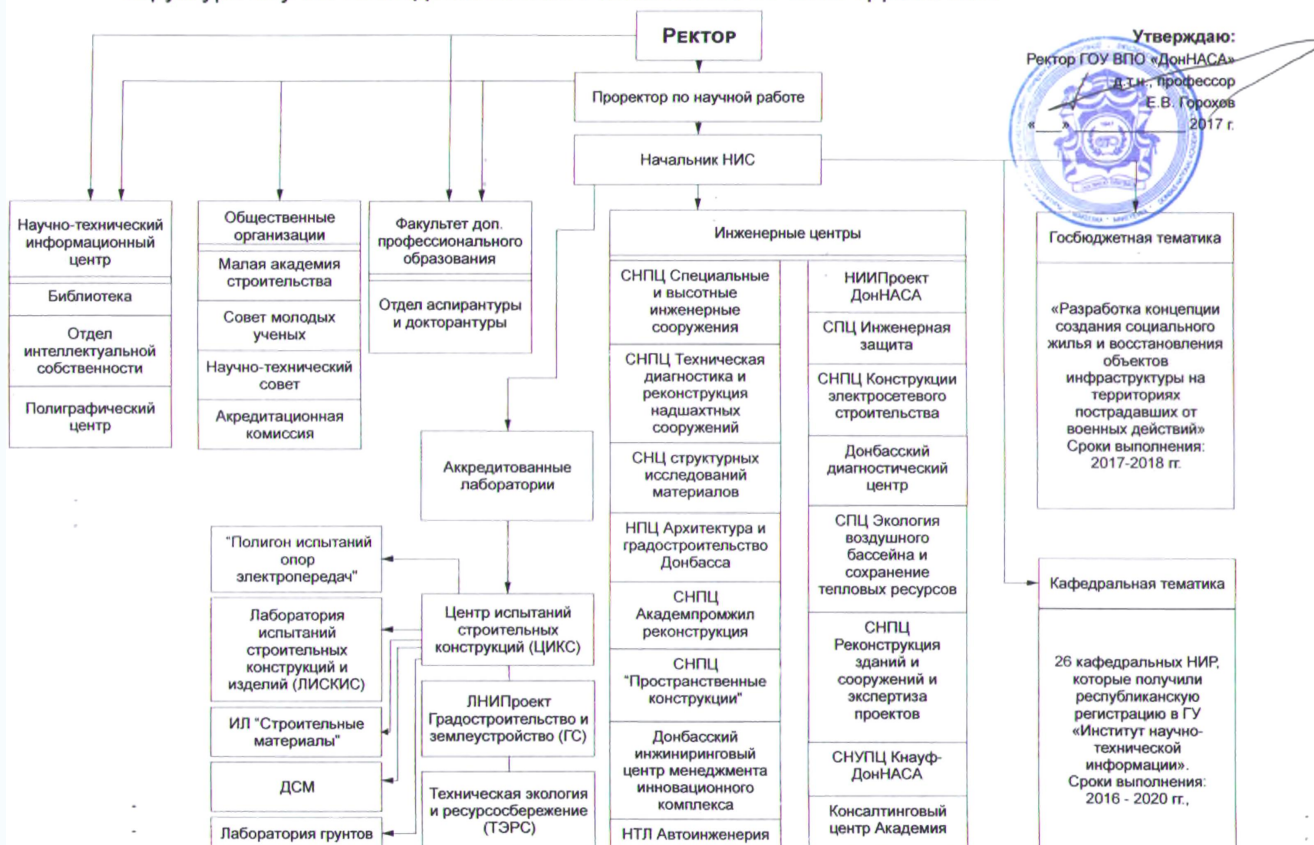 РЕКТОР
Утверждаю:
Ректор ГОУ ВПО «ДонНАСА»
д.т.н., профессор
Е.В. Горохов
«___» ____________ 2017 г.
Проректор по научной работе
Начальник НИС
Научно-технический
информационный
центр
Библиотека
Отдел
интеллектуальной
собственности
Полиграфический
центр
Общественные
организации
Малая академия
строительства
Совет молодых
ученых
Научно-технический
совет
Акредитационная
комиссия
Факультет доп.
профессионального
образования
Отдел аспирантуры
и докторантуры
Инженерные центры
СНПЦ Специальные
и высотные
инженерные
сооружения
СНПЦ Техническая
диагностика и
реконструкция
надшахтных
сооружений
СНЦ структурных
исследований
материалов
НПЦ Архитектура и
градостроительство
Донбасса
СНПЦ
Академпромжил
реконструкция
СНПЦ
"Пространственные
конструкции"
Донбасский
инжиниринговый
центр менеджмента
инновационного
комплекса
НТЛ Автоинженерия
НИИПроект
ДонНАСА
СПЦ Инженерная
защита
СНПЦ Конструкции
электросетевого
строительства
Донбасский
диагностический
центр
СПЦ Экология
воздушного
бассейна и
сохранение
тепловых ресурсов
СНПЦ
Реконструкция
зданий и
сооружений и
экспертиза
проектов
СНУПЦ Кнауф-
ДонНАСА
Консалтинговый
центр Академия
Госбюджетная тематика
«Разработка концепции
создания социального
жилья и восстановления
объектов
инфраструктуры на
территориях
пострадавших от
военных действий»
Сроки выполнения:
2017-2018 гг.
Кафедральная тематика
26 кафедральных НИР,
которые получили
республиканскую
регистрацию в ГУ
«Институт научно-
технической
информации».
Сроки выполнения:
2016 - 2020 гг.,
Аккредитованные
лаборатории
"Полигон испытаний
опор
электропередач"
Лаборатория
испытаний
строительных
конструкций и
изделий (ЛИСКИС)
ИЛ "Строительные
материалы"
ДСМ
Лаборатория грунтов
Центр испытаний
строительных
конструкций (ЦИКС)
ЛНИПроект
Градостроительство и
землеустройство (ГС)
Техническая экология
и ресурсосбережение
(ТЭРС)